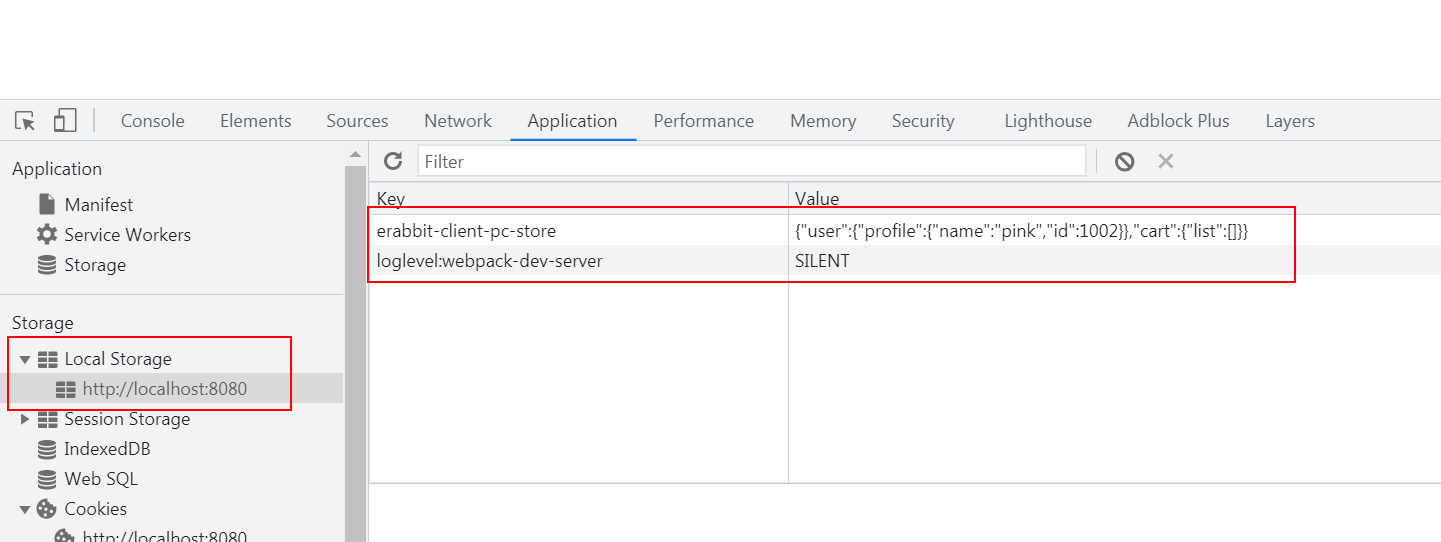 Console Elements Sources Network Application Performance Memory Security Lighthouse Adblock Plus Layers
Application
Manifest
Service Workers
Storage
Storage
Local Storage
http://localhost:8080
Session Storage
IndexedDB
Web SQL
Cookies
http://localhost:8080
Filter
Key Value
erabbit-client-pc-store {"user":{"profile":{"name":"pink","id":1002}},"cart":{"list":[]}}
loglevel:webpack-dev-server SILENT